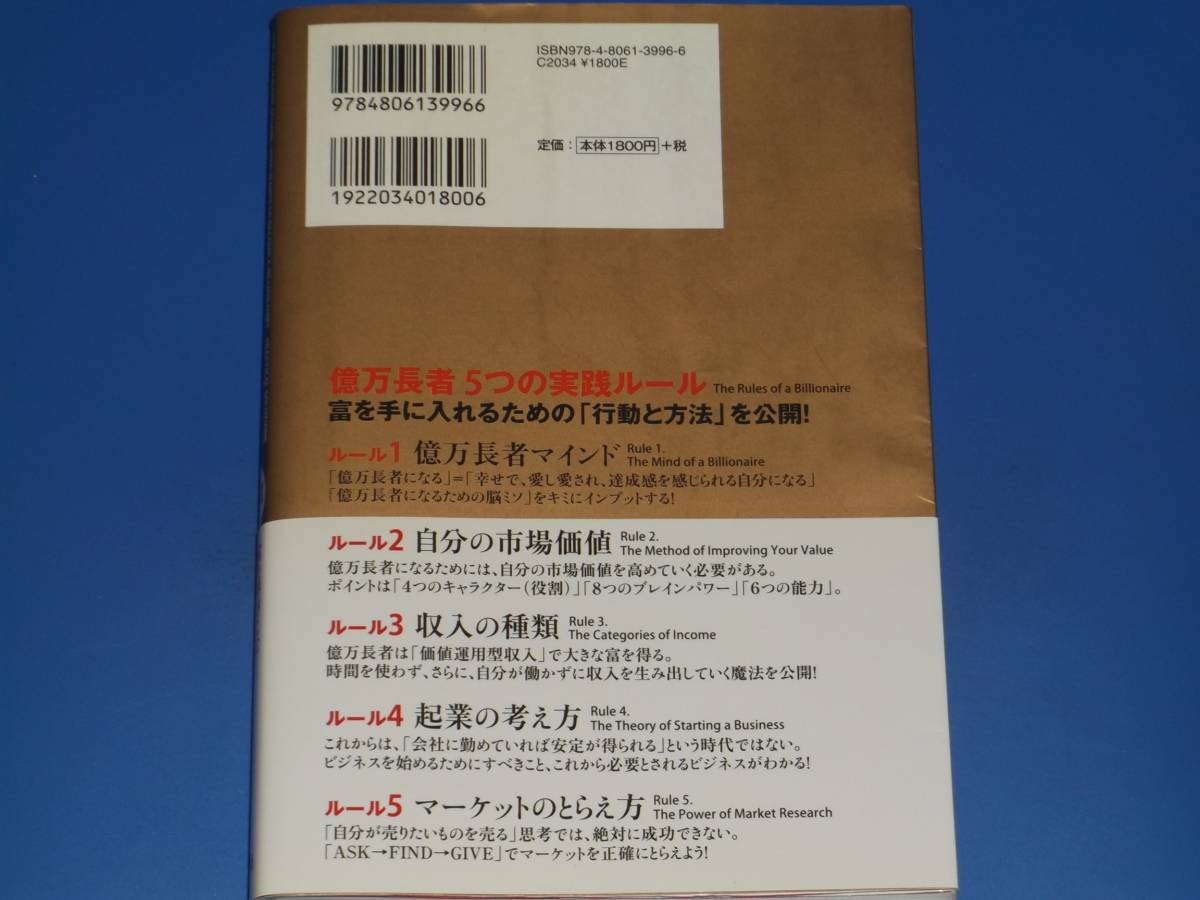 ISBN978-4-8061-3996-6
C2034 ¥1800E
9784806139966
定価：本体1800円+税
1922034018006
億万長者 5つの実践ルール The Rules of a Billionaire
富を手に入れるための「行動と方法」を公開！
ルール1 億万長者マインド Rule 1. The Mind of a Billionaire
「億万長者になる」=「幸せで、愛し愛され、達成感を感じられる自分になる」
「億万長者になるための脳ミソ」をキミにインプットする！
ルール2 自分の市場価値 Rule 2. The Method of Improving Your Value
億万長者になるためには、自分の市場価値を高めていく必要がある。
ポイントは「4つのキャラクター（役割）」「8つのブレインパワー」「6つの能力」。
ルール3 収入の種類 Rule 3. The Categories of Income
億万長者は「価値運用型収入」で大きな富を得る。
時間を使わず、さらに、自分が働かずに収入を生み出していく魔法を公開！
ルール4 起業の考え方 Rule 4. The Theory of Starting a Business
これからは、「会社に勤めていれば安定が得られる」という時代ではない。
ビジネスを始めるためにすべきこと、これから必要とされるビジネスがわかる！
ルール5 マーケットのとらえ方 Rule 5. The Power of Market Research
「自分が売りたいものを売る」思考では、絶対に成功できない。
「ASK→FIND→GIVE」でマーケットを正確にとらえよう！